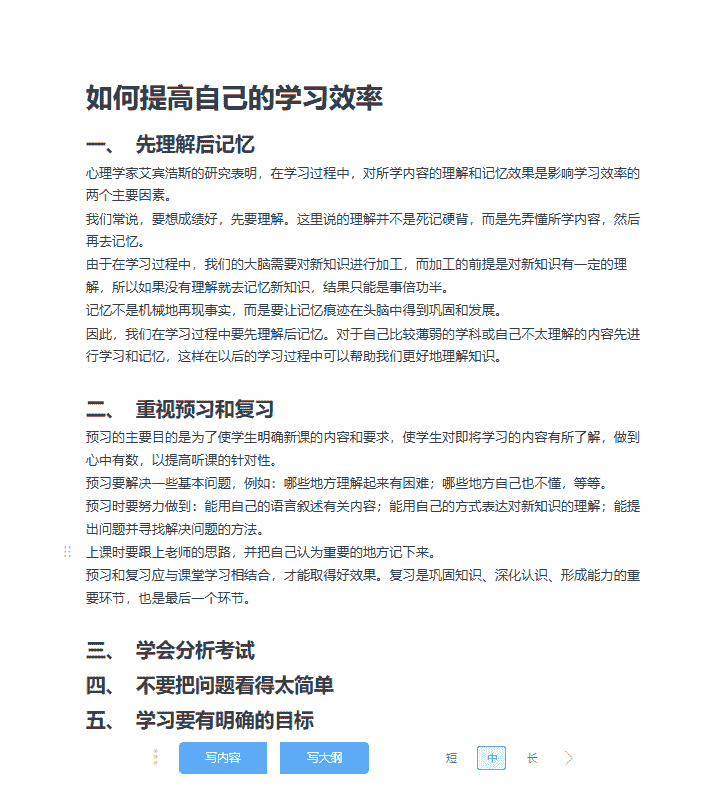 如何提高自己的学习效率
一、 先理解后记忆
心理学家艾宾浩斯的研究表明，在学习过程中，对所学内容的理解和记忆效果是影响学习效率的
两个主要因素。
我们常说，要想成绩好，先要理解。这里说的理解并不是死记硬背，而是先弄懂所学内容，然后
再去记忆。
由于在学习过程中，我们的大脑需要对新知识进行加工，而加工的前提是对新知识有一定的理
解，所以如果没有理解就去记忆新知识，结果只能是事倍功半。
记忆不是机械地再现事实，而是要让记忆痕迹在头脑中得到巩固和发展。
因此，我们在学习过程中要先理解后记忆。对于自己比较薄弱的学科或自己不太理解的内容先进
行学习和记忆，这样在以后的学习过程中可以帮助我们更好地理解知识。
二、 重视预习和复习
预习的主要目的是为了使学生明确新课的内容和要求，使学生对即将学习的内容有所了解，做到
心中有数，以提高听课的针对性。
预习要解决一些基本问题，例如：哪些地方理解起来有困难；哪些地方自己也不懂，等等。
预习时要努力做到：能用自己的语言叙述有关内容；能用自己的方式表达对新知识的理解；能提
出问题并寻找解决问题的方法。
上课时要跟上老师的思路，并把自己认为重要的地方记下来。
预习和复习应与课堂学习相结合，才能取得好效果。复习是巩固知识、深化认识、形成能力的重
要环节，也是最后一个环节。
三、 学会分析考试
四、 不要把问题看得太简单
五、 学习要有明确的目标
写内容 写大纲 短 中 长